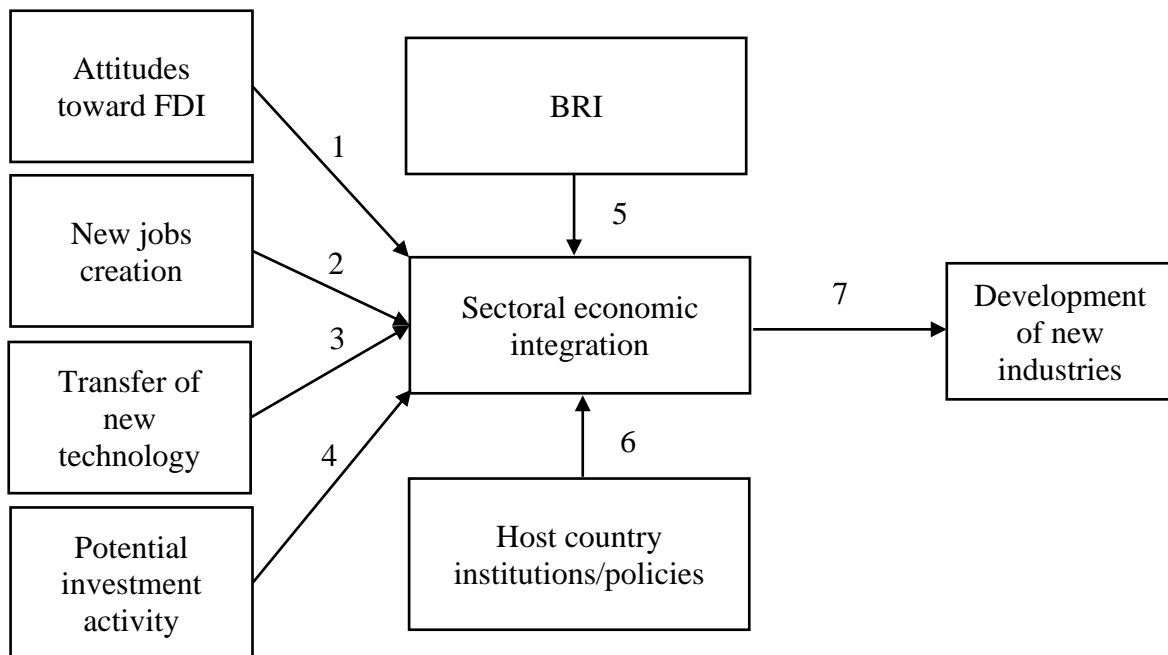 Attitudes
toward FDI
1
BRI
New jobs
creation
2
5
3
Sectoral economic
integration
7
Development
of new
industries
Transfer of
new
technology
4
6
Potential
investment
activity
Host country
institutions/policies